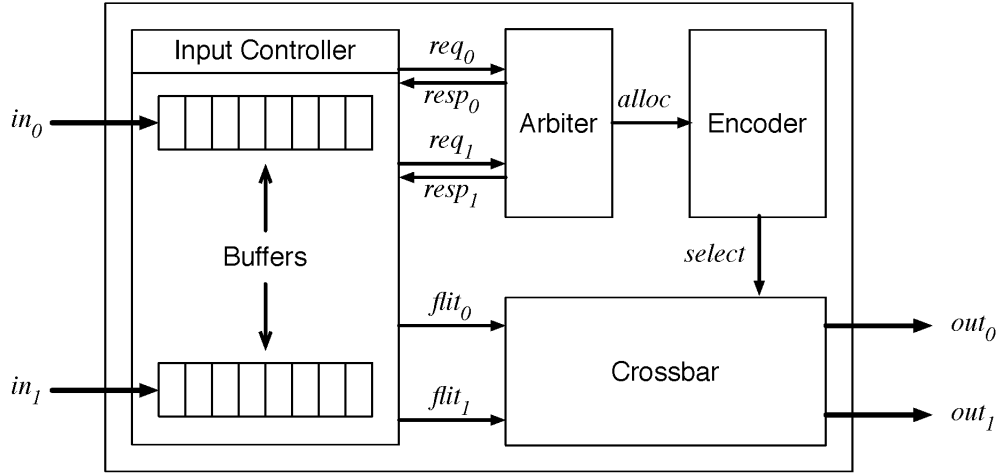 Input Controller
in0
Buffers
in1
req0
resp0
req1
resp1
Arbiter
alloc
Encoder
select
flit0
flit1
Crossbar
out0
out1